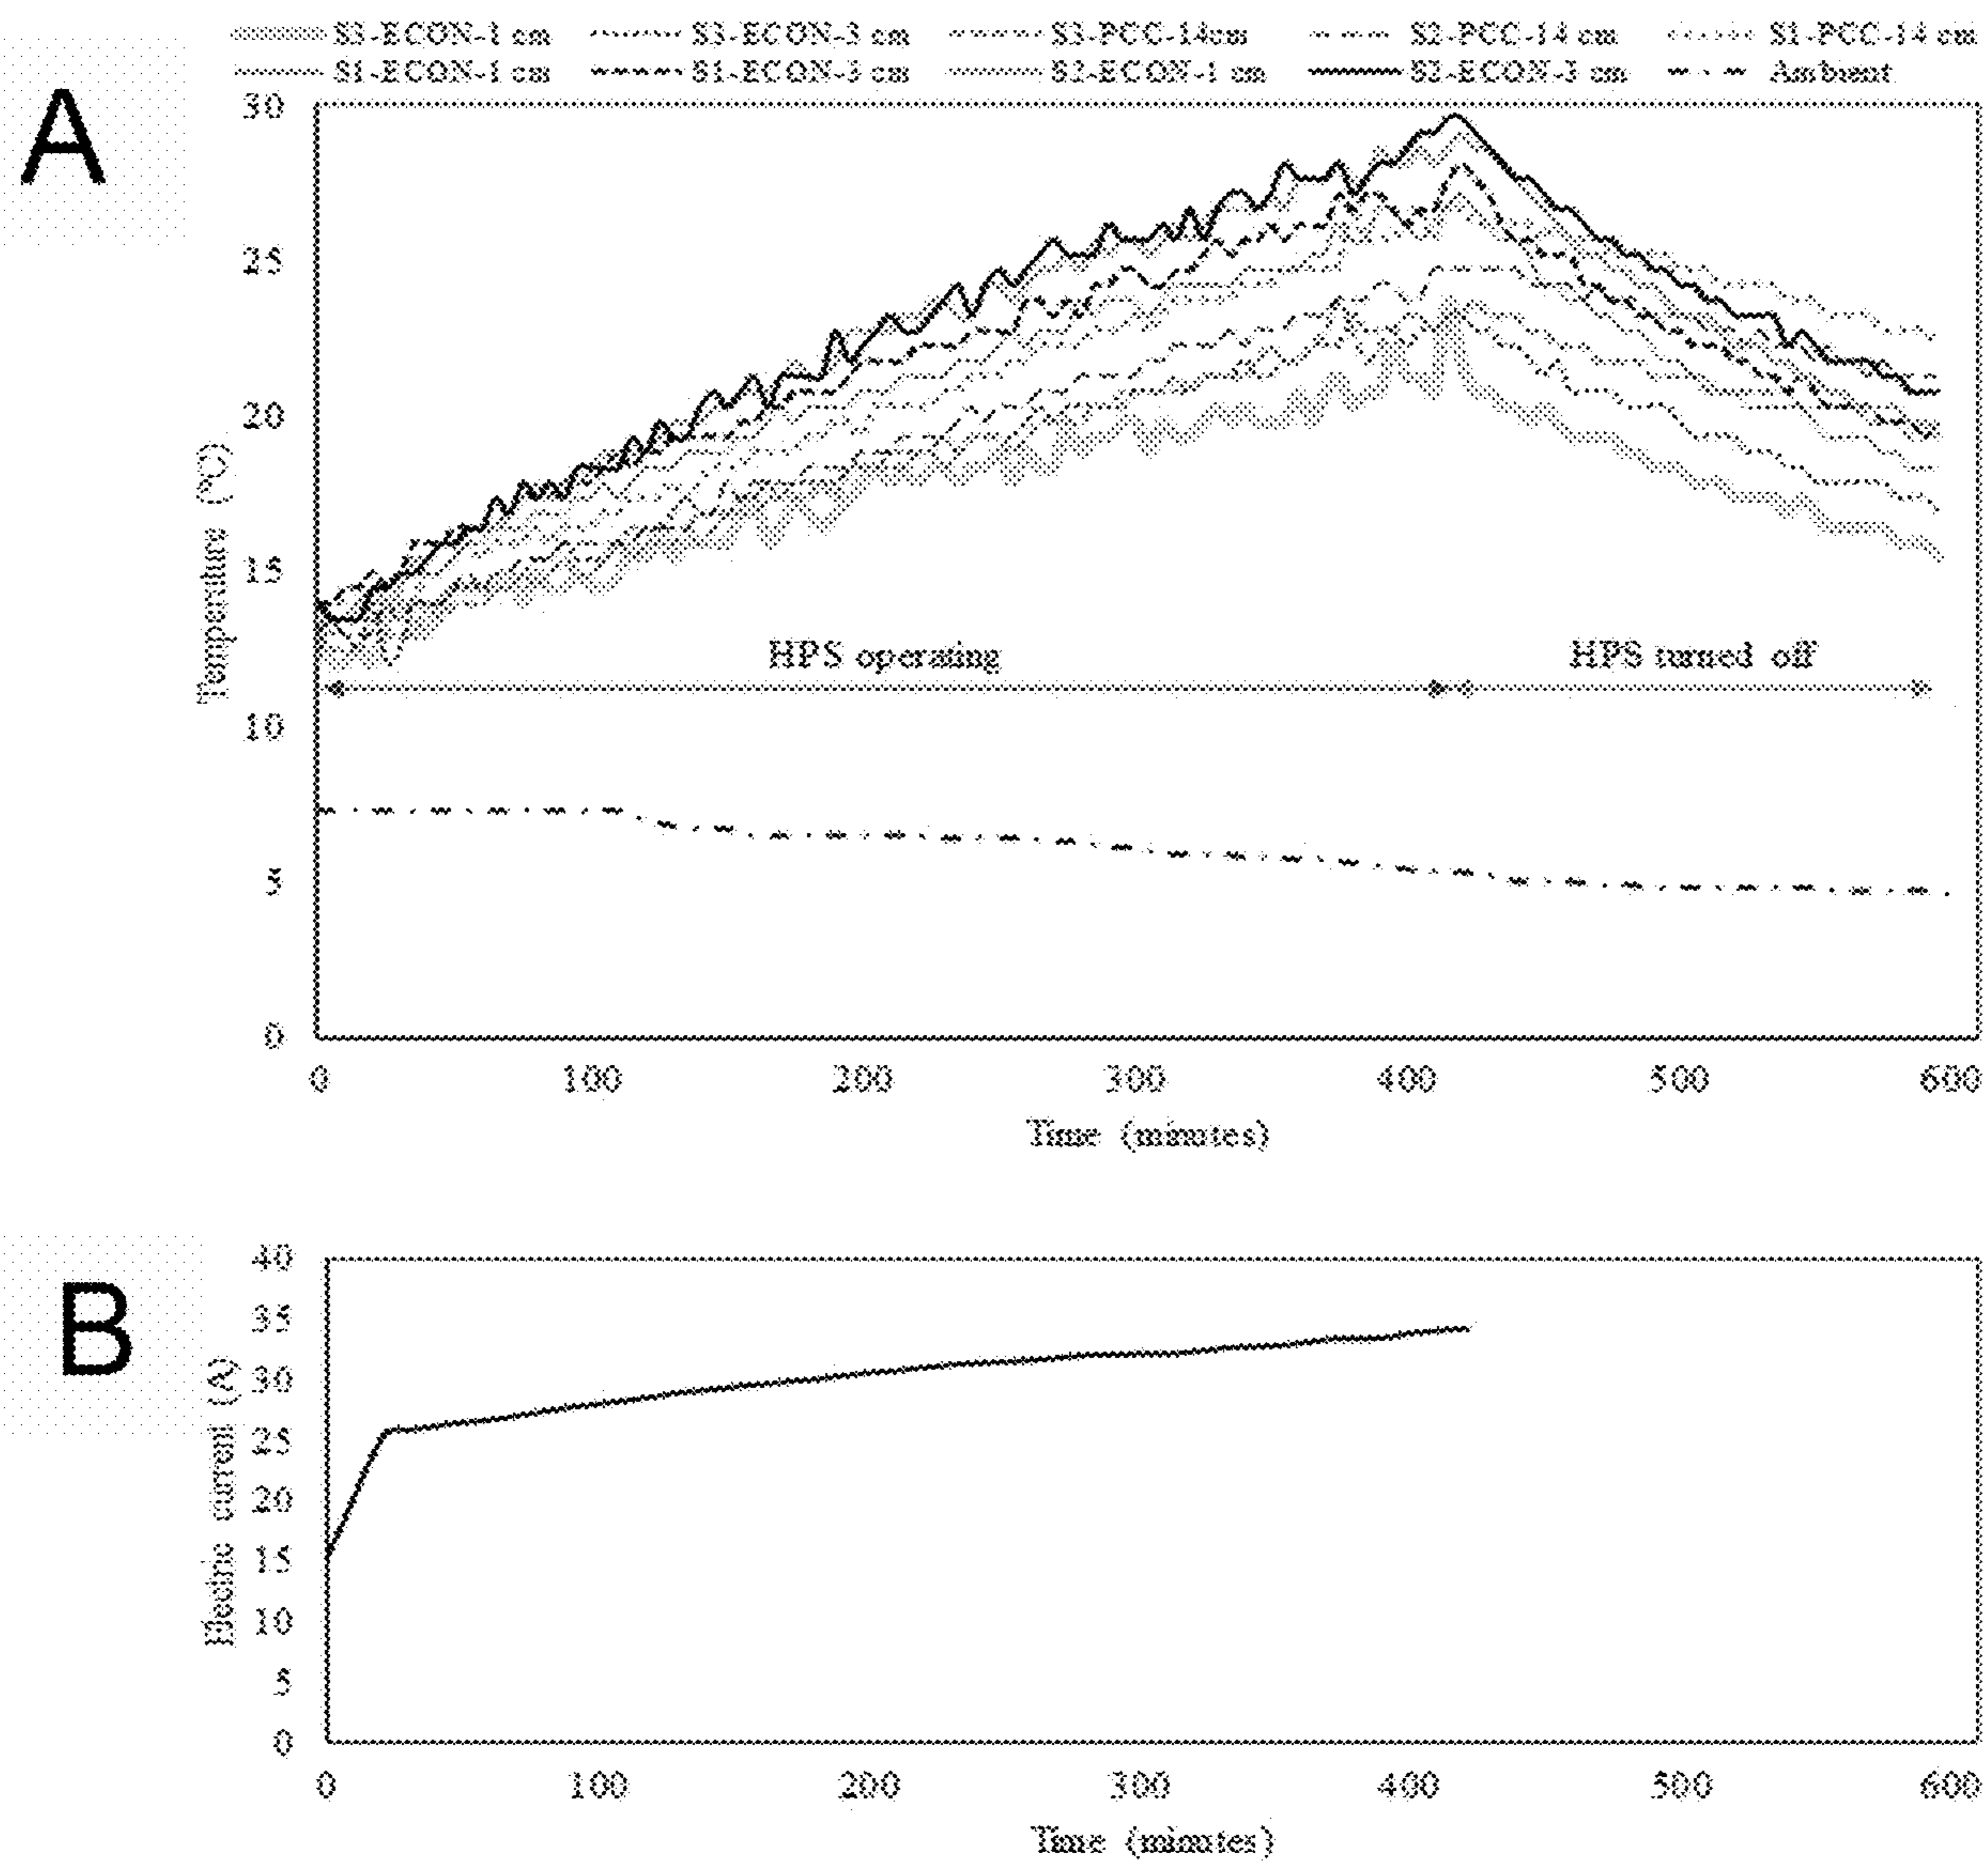 S3-ECON-1 cm S3-ECON-3 cm S3-PCC-14cm S2-PCC-14 cm S1-PCC-14 cm
S1-ECON-1 cm S1-ECON-3 cm S2-ECON-1 cm S2-ECON-3 cm Ambient
A
30
25
20
15
10
5
0
Temperature (°C)
HPS operating HPS turned off
0 100 200 300 400 500 600
Time (minutes)
B
40
35
30
25
20
15
10
5
0
Electric current (A)
0 100 200 300 400 500 600
Time (minutes)